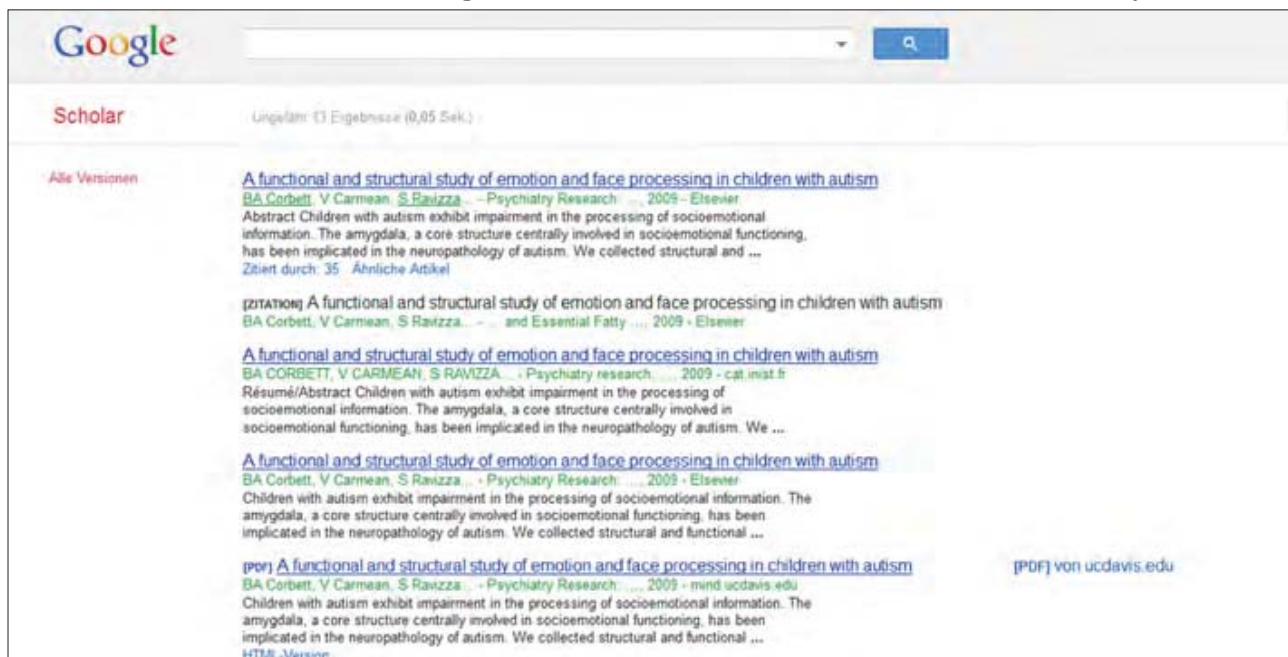 Google
Scholar
Ungefähr 13 Ergebnisse (0,05 Sek.)
Alle Versionen
A functional and structural study of emotion and face processing in children with autism
BA Corbett, V Carmean, S Ravizza... - Psychiatry Research: ..., 2009 - Elsevier
Abstract Children with autism exhibit impairment in the processing of socioemotional
information. The amygdala, a core structure centrally involved in socioemotional functioning,
has been implicated in the neuropathology of autism. We collected structural and ...
Zitiert durch: 35 Ähnliche Artikel
[ZITATION] A functional and structural study of emotion and face processing in children with autism
BA Corbett, V Carmean, S Ravizza... - ... and Essential Fatty ..., 2009 - Elsevier
A functional and structural study of emotion and face processing in children with autism
BA CORBETT, V CARMEAN, S RAVIZZA... - Psychiatry research. ..., 2009 - cat.inist.fr
Résumé/Abstract Children with autism exhibit impairment in the processing of
socioemotional information. The amygdala, a core structure centrally involved in
socioemotional functioning, has been implicated in the neuropathology of autism. We ...
A functional and structural study of emotion and face processing in children with autism
BA Corbett, V Carmean, S Ravizza... - Psychiatry Research: ..., 2009 - Elsevier
Children with autism exhibit impairment in the processing of socioemotional information. The
amygdala, a core structure centrally involved in socioemotional functioning, has been
implicated in the neuropathology of autism. We collected structural and functional ...
[PDF] A functional and structural study of emotion and face processing in children with autism
[PDF] von ucdavis.edu
BA Corbett, V Carmean, S Ravizza... - Psychiatry Research: ..., 2009 - mind.ucdavis.edu
Children with autism exhibit impairment in the processing of socioemotional information. The
amygdala, a core structure centrally involved in socioemotional functioning, has been
implicated in the neuropathology of autism. We collected structural and functional ...
HTML-Version